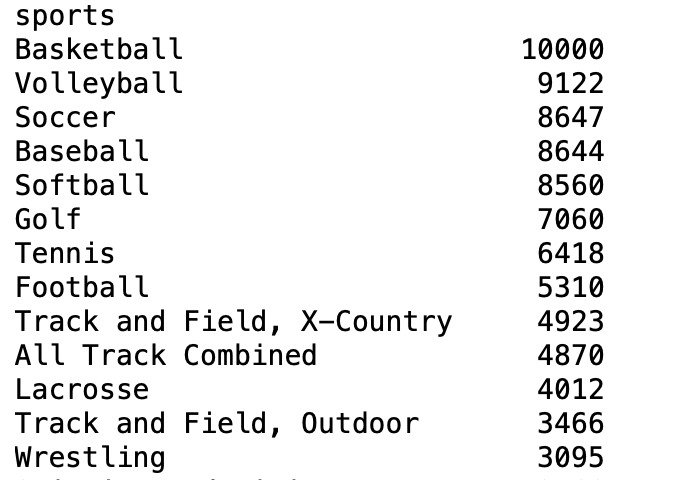 sports
Basketball 10000
Volleyball 9122
Soccer 8647
Baseball 8644
Softball 8560
Golf 7060
Tennis 6418
Football 5310
Track and Field, X-Country 4923
All Track Combined 4870
Lacrosse 4012
Track and Field, Outdoor 3466
Wrestling 3095